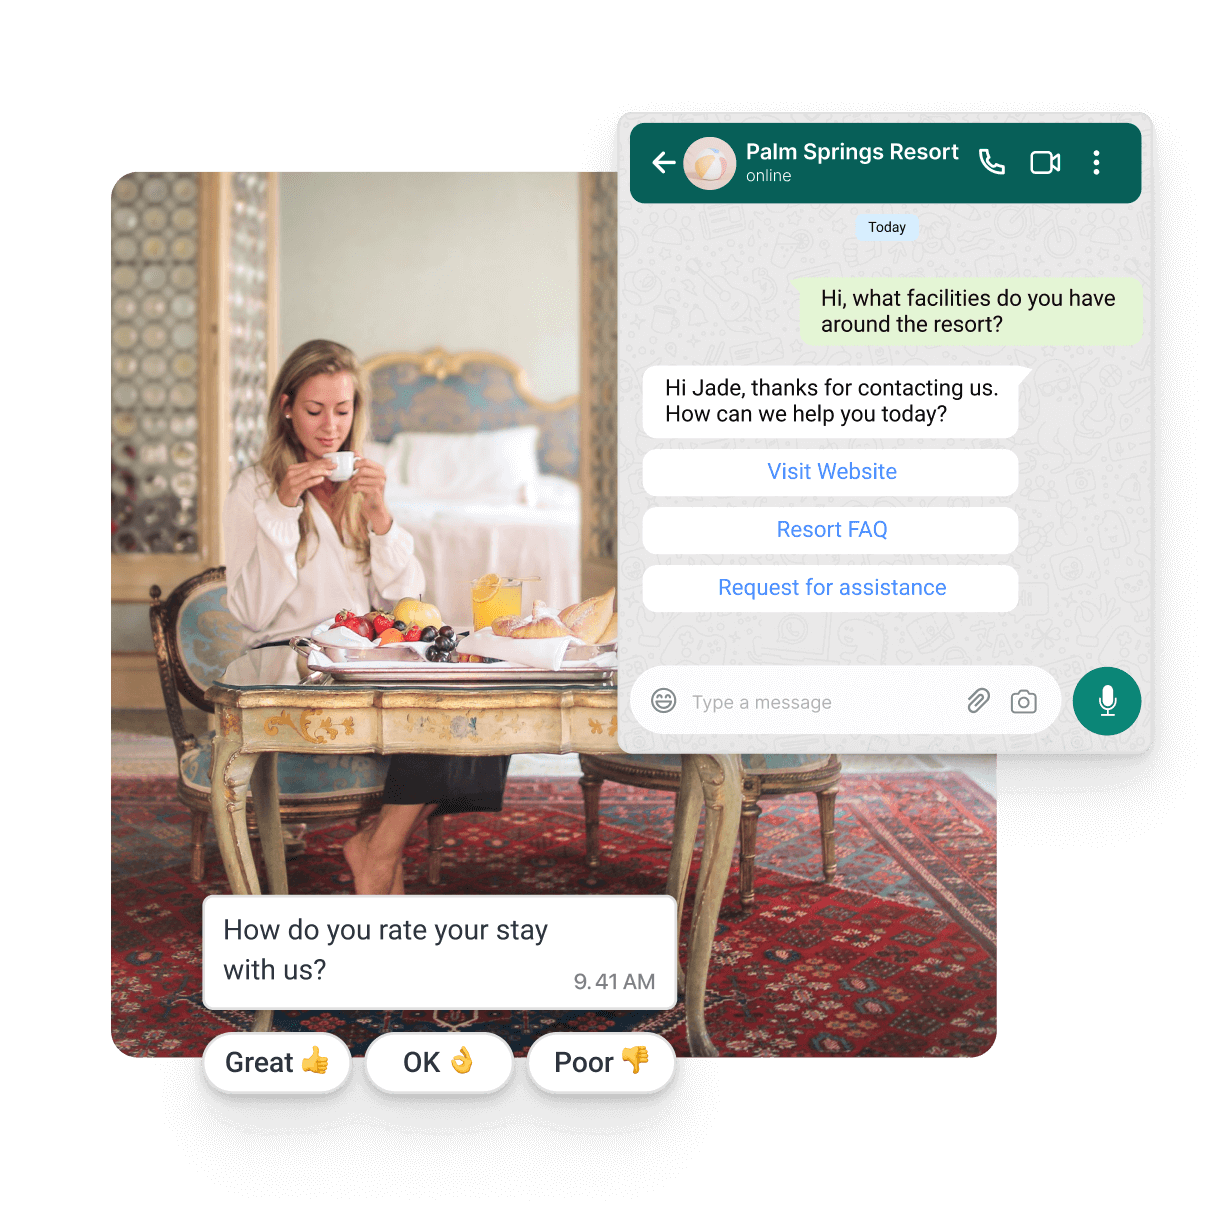 Palm Springs Resort
online
Today
Hi, what facilities do you have
around the resort?
Hi Jade, thanks for contacting us.
How can we help you today?
Visit Website
Resort FAQ
Request for assistance
Type a message
How do you rate your stay
with us?
9.41 AM
Great 👍
OK 👌
Poor 👎